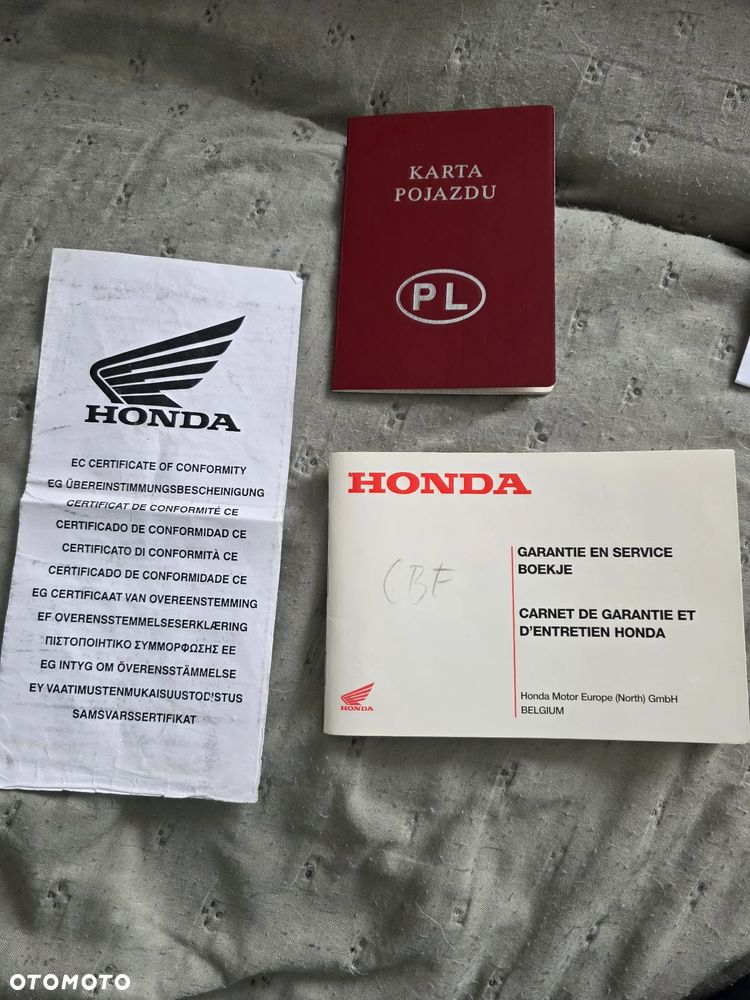 KARTA
POJAZDU
PL
HONDA
EC CERTIFICATE OF CONFORMITY
EG ÜBEREINSTIMMUNGSBESCHEINIGUNG
CERTIFICAT DE CONFORMITÉ CE
CERTIFICADO DE CONFORMIDAD CE
CERTIFICATO DI CONFORMITÀ CE
CERTIFICADO DE CONFORMIDADE CE
EG CERTIFICAAT VAN OVEREENSTEMMING
EF OVERENSSTEMMELSESERKLÆRING
ΠΙΣΤΟΠΟΙΗΤΙΚΟ ΣΥΜΜΟΡΦΩΣΗΣ ΕΕ
EG INTYG OM ÖVERENSSTÄMMELSE
EY VAATIMUSTENMUKAISUUSTODISTUS
SAMSVARSSERTIFIKAT
HONDA
CBF
GARANTIE EN SERVICE
BOEKJE
CARNET DE GARANTIE ET
D'ENTRETIEN HONDA
Honda Motor Europe (North) GmbH
BELGIUM
HONDA
OTOMOTO